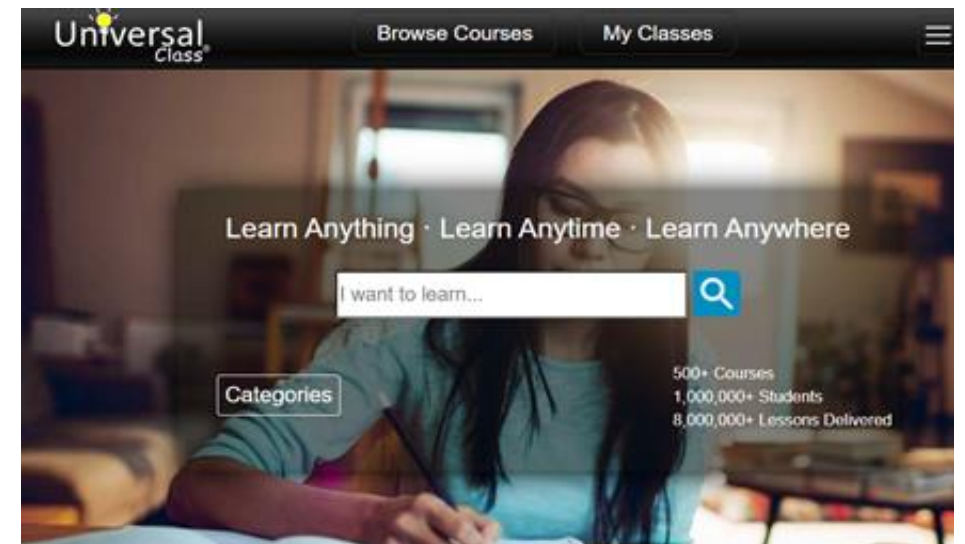 Universal
Class®
Browse Courses
My Classes
Learn Anything · Learn Anytime · Learn Anywhere
I want to learn...
Categories
500+ Courses
1,000,000+ Students
8,000,000+ Lessons Delivered